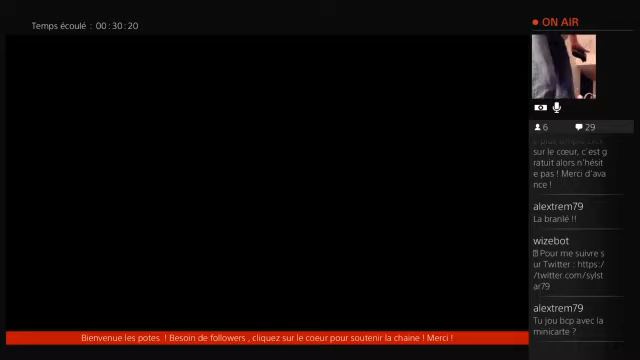 Temps écoulé : 00:30:20
ON AIR
6
29
sur le cœur, c'est g
ratuit alors n'hésit
e pas ! Merci d'ava
nce !
alextrem79
La branlé !!
wizebot
Pour me suivre s
ur Twitter : https:/
/twitter.com/sylst
ar79
alextrem79
Tu jou bcp avec la
minicarte ?
Bienvenue les potes ! Besoin de followers , cliquez sur le coeur pour soutenir la chaine ! Merci !